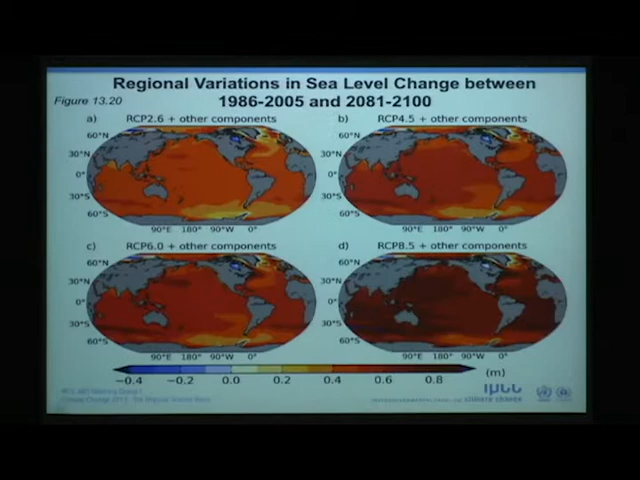 Regional Variations in Sea Level Change between
Figure 13.20
1986-2005 and 2081-2100
a) RCP2.6 + other components
b) RCP4.5 + other components
60°N
30°N
0°
30°S
60°S
90°E 180° 90°W 0°
60°N
30°N
0°
30°S
60°S
90°E 180° 90°W 0°
c) RCP6.0 + other components
d) RCP8.5 + other components
60°N
30°N
0°
30°S
60°S
90°E 180° 90°W 0°
60°N
30°N
0°
30°S
60°S
90°E 180° 90°W 0°
−0.4 −0.2 0.0 0.2 0.4 0.6 0.8
(m)
ipcc
climate change